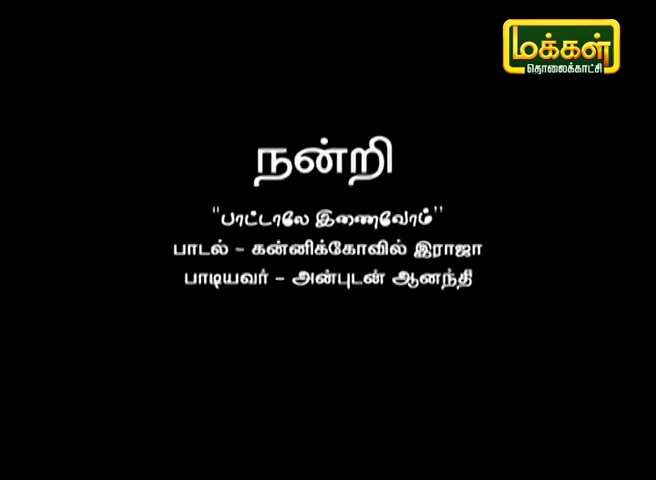 மக்கள்
தொலைக்காட்சி
நன்றி
"பாட்டாலே இணைவோம்"
பாடல் - கன்னிக்கோவில் இராஜா
பாடியவர் - அன்புடன் ஆனந்தி